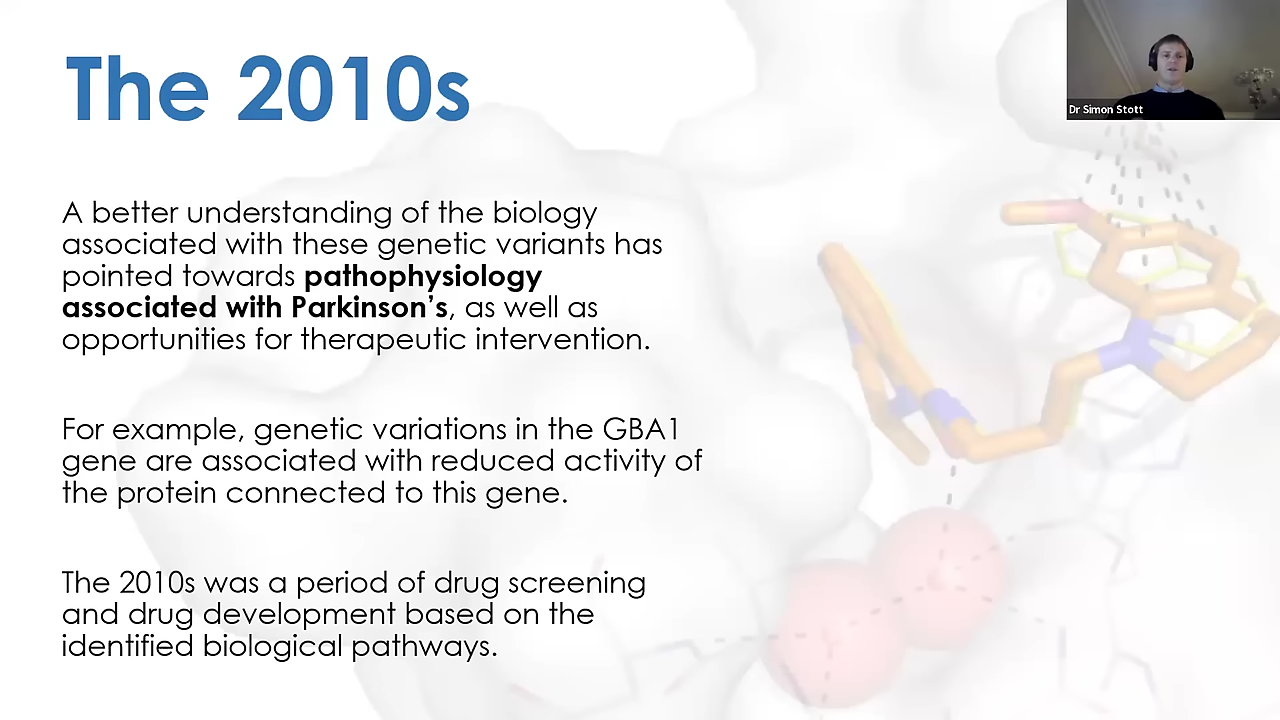 The 2010s
Dr Simon Stott
A better understanding of the biology
associated with these genetic variants has
pointed towards pathophysiology
associated with Parkinson’s, as well as
opportunities for therapeutic intervention.
For example, genetic variations in the GBA1
gene are associated with reduced activity of
the protein connected to this gene.
The 2010s was a period of drug screening
and drug development based on the
identified biological pathways.